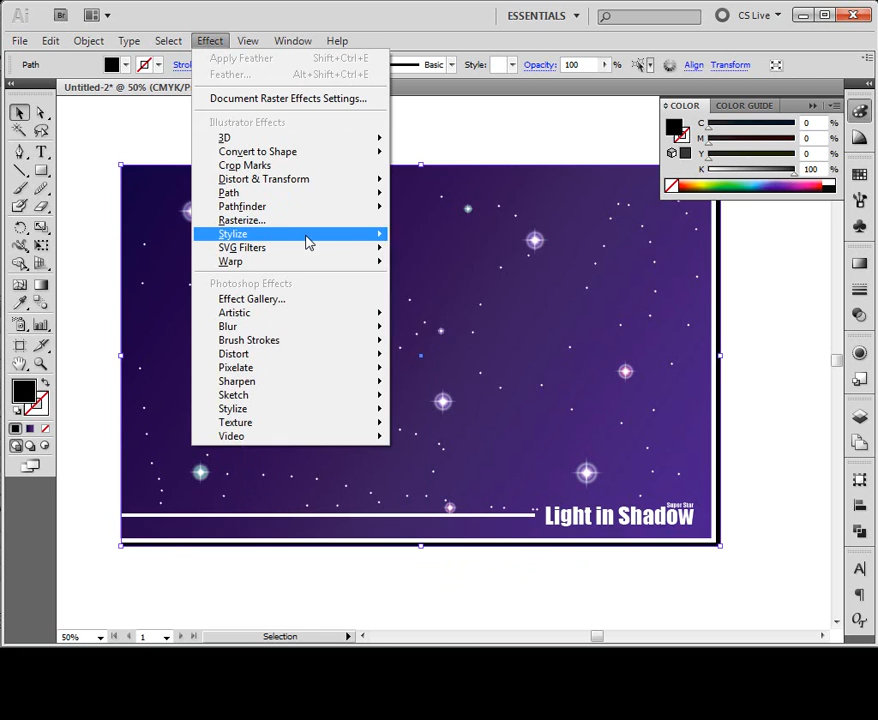 Ai Br ESSENTIALS CS Live
File Edit Object Type Select Effect View Window Help
Path Basic Style: Opacity: 100 Align Transform
Untitled-2* @ 50% (CMYK/P
Apply Feather Shift+Ctrl+E
Feather... Alt+Shift+Ctrl+E
Document Raster Effects Settings...
Illustrator Effects
3D
Convert to Shape
Crop Marks
Distort & Transform
Path
Pathfinder
Rasterize...
Stylize
SVG Filters
Warp
Photoshop Effects
Effect Gallery...
Artistic
Blur
Brush Strokes
Distort
Pixelate
Sharpen
Sketch
Stylize
Texture
Video
COLOR COLOR GUIDE
C 0 %
M 0 %
Y 0 %
K 100 %
Super Star
Light in Shadow
50% 1 Selection